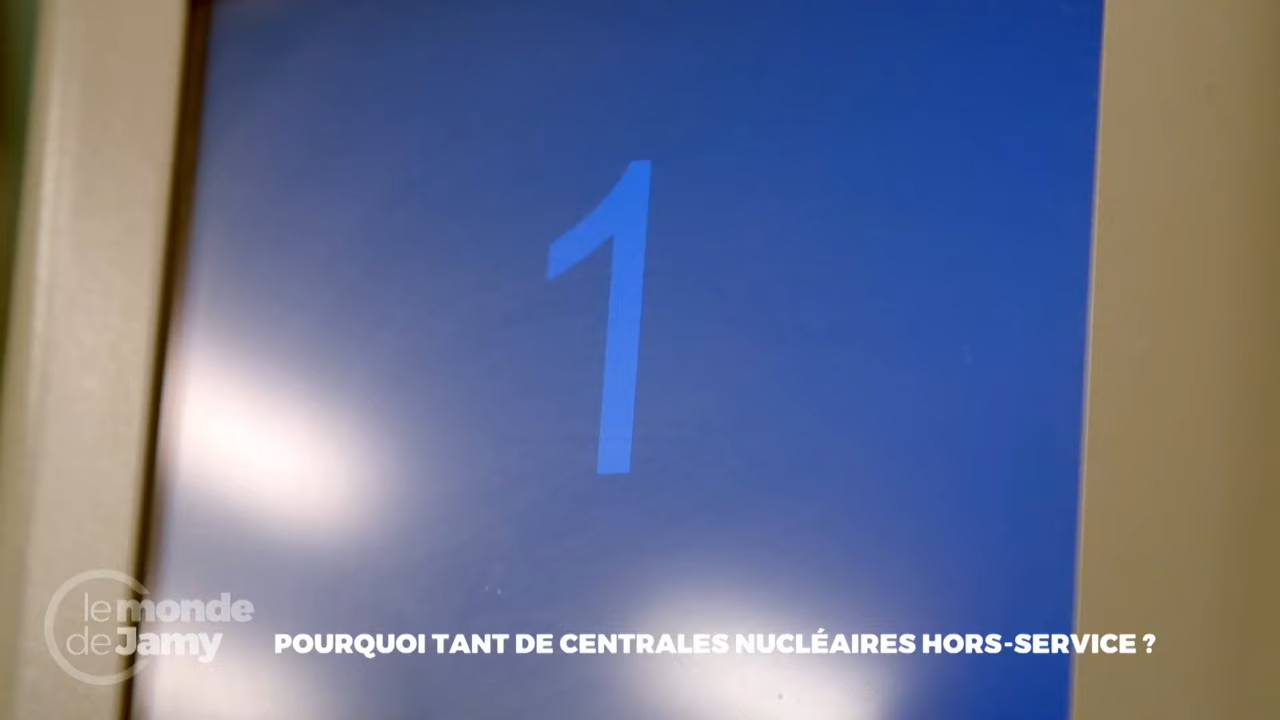 1
le monde
de Jamy
POURQUOI TANT DE CENTRALES NUCLÉAIRES HORS-SERVICE ?